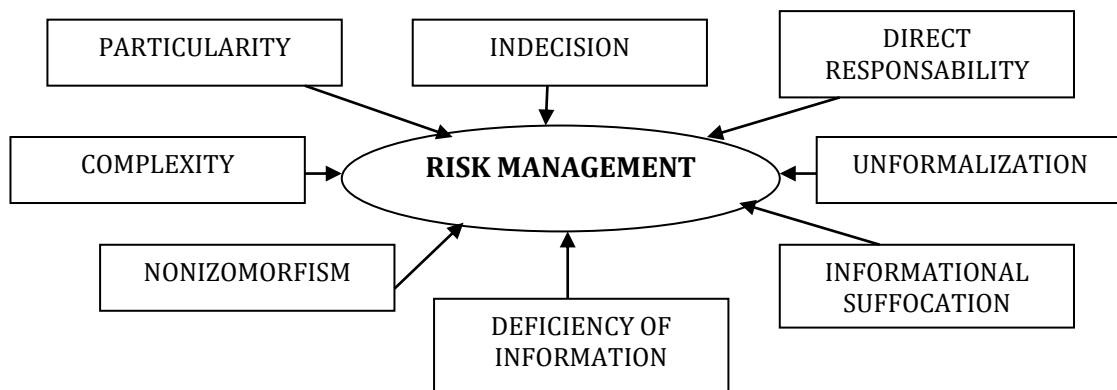 PARTICULARITY
INDECISION
DIRECT
RESPONSABILITY
COMPLEXITY
RISK MANAGEMENT
UNFORMALIZATION
NONIZOMORFISM
DEFICIENCY OF
INFORMATION
INFORMATIONAL
SUFFOCATION